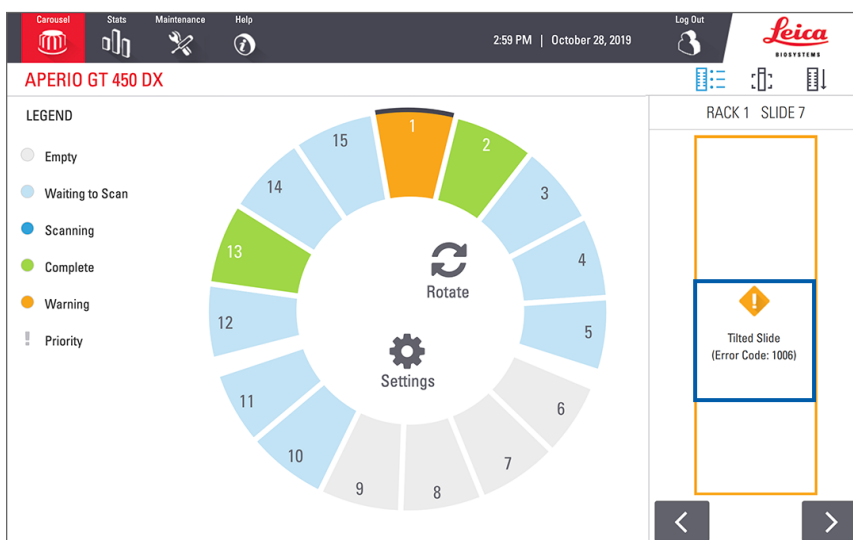 Carousel
Stats
Maintenance
Help
2:59 PM | October 28, 2019
Log Out
Leica
BIOSYSTEMS
APERIO GT 450 DX
LEGEND
Empty
Waiting to Scan
Scanning
Complete
Warning
! Priority
1
2
3
4
5
6
7
8
9
10
11
12
13
14
15
Rotate
Settings
RACK 1 SLIDE 7
!
Tilted Slide
(Error Code: 1006)